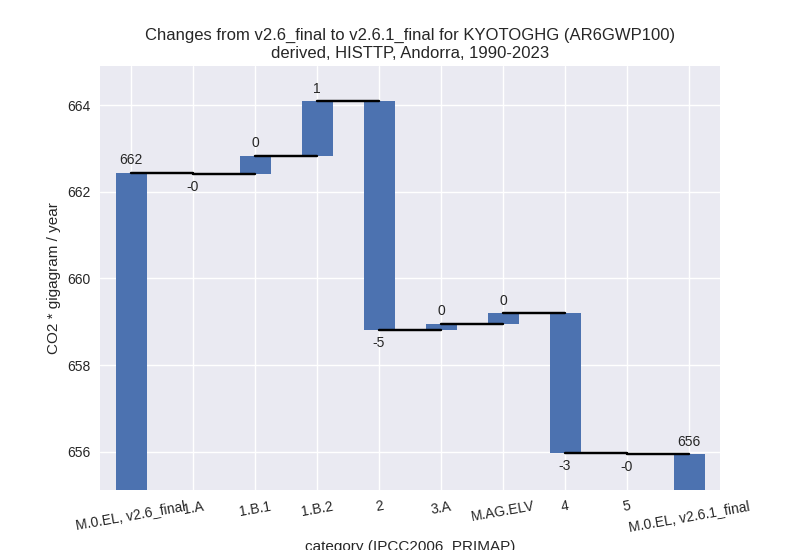 Changes from v2.6_final to v2.6.1_final for KYOTOGHG (AR6GWP100)
derived, HISTTP, Andorra, 1990-2023
CO2 * gigagram / year
664
662
660
658
656
662
-0
0
1
-5
0
0
-3
-0
656
M.0.EL, v2.6_final
1.A
1.B.1
1.B.2
2
3.A
M.AG.ELV
4
5
M.0.EL, v2.6.1_final
category (IPCC2006_PRIMAP)